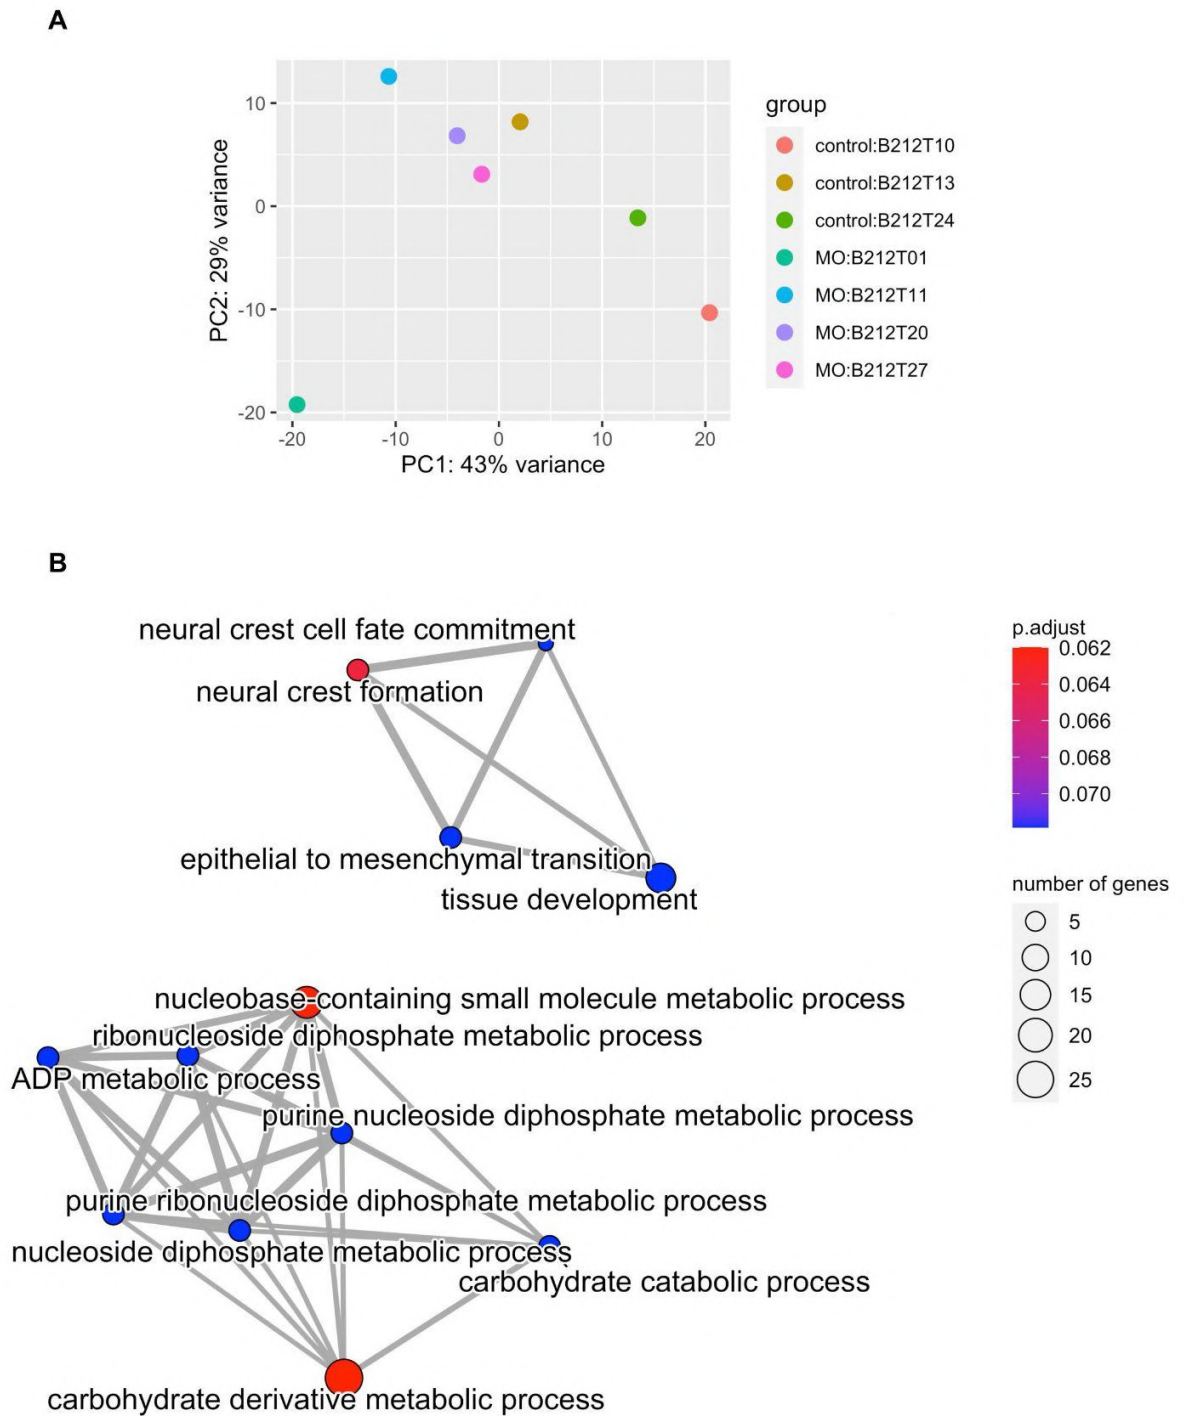 A
PC2: 29% variance
10
0
-10
-20
-20 -10 0 10 20
PC1: 43% variance
group
control:B212T10
control:B212T13
control:B212T24
MO:B212T01
MO:B212T11
MO:B212T20
MO:B212T27
B
neural crest cell fate commitment
neural crest formation
epithelial to mesenchymal transition
tissue development
nucleobase-containing small molecule metabolic process
ribonucleoside diphosphate metabolic process
ADP metabolic process
purine nucleoside diphosphate metabolic process
purine ribonucleoside diphosphate metabolic process
nucleoside diphosphate metabolic process
carbohydrate catabolic process
carbohydrate derivative metabolic process
p.adjust
0.062
0.064
0.066
0.068
0.070
number of genes
5
10
15
20
25